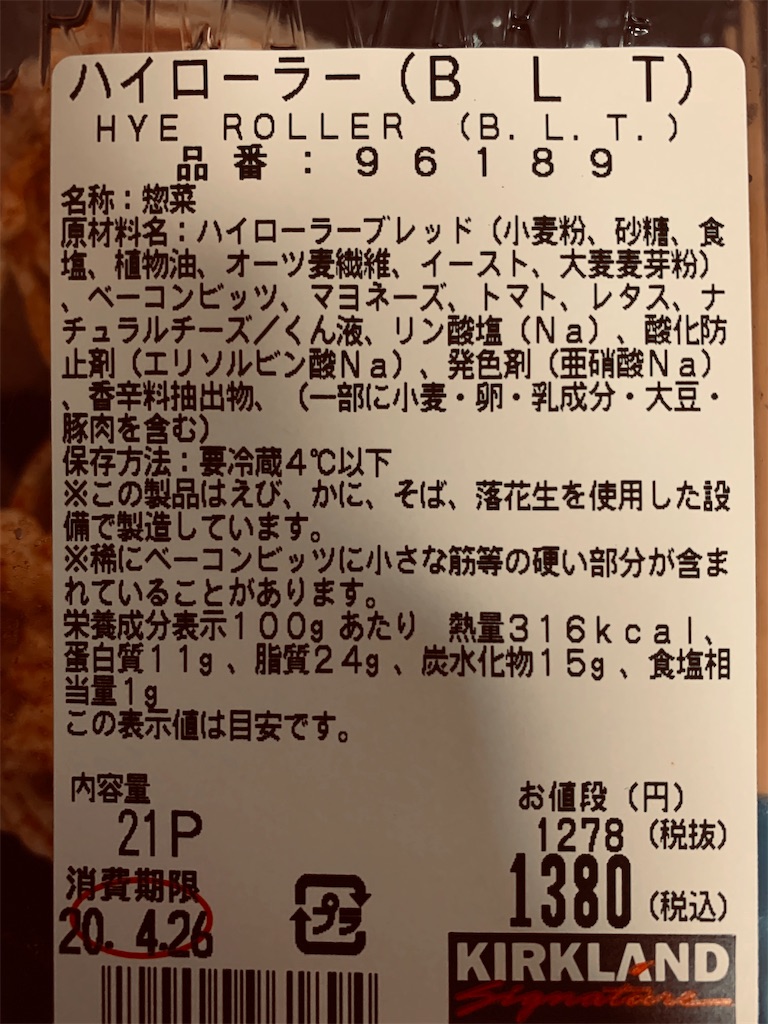 ハイローラー(B L T)
HYE ROLLER (B.L.T.)
品番:96189
名称:惣菜
原材料名:ハイローラーブレッド(小麦粉、砂糖、食
塩、植物油、オーツ麦繊維、イースト、大麦麦芽粉)
、ベーコンビッツ、マヨネーズ、トマト、レタス、ナ
チュラルチーズ/くん液、リン酸塩(Na)、酸化防
止剤(エリソルビン酸Na)、発色剤(亜硝酸Na)
、香辛料抽出物、(一部に小麦・卵・乳成分・大豆・
豚肉を含む)
保存方法:要冷蔵4℃以下
※この製品はえび、かに、そば、落花生を使用した設
備で製造しています。
※稀にベーコンビッツに小さな筋等の硬い部分が含ま
れていることがあります。
栄養成分表示100gあたり 熱量316kcal、
蛋白質11g、脂質24g、炭水化物15g、食塩相
当量1g
この表示値は目安です。
内容量
21P
お値段(円)
1278(税抜)
1380(税込)
消費期限
20. 4.26
プラ
KIRKLAND
Signature